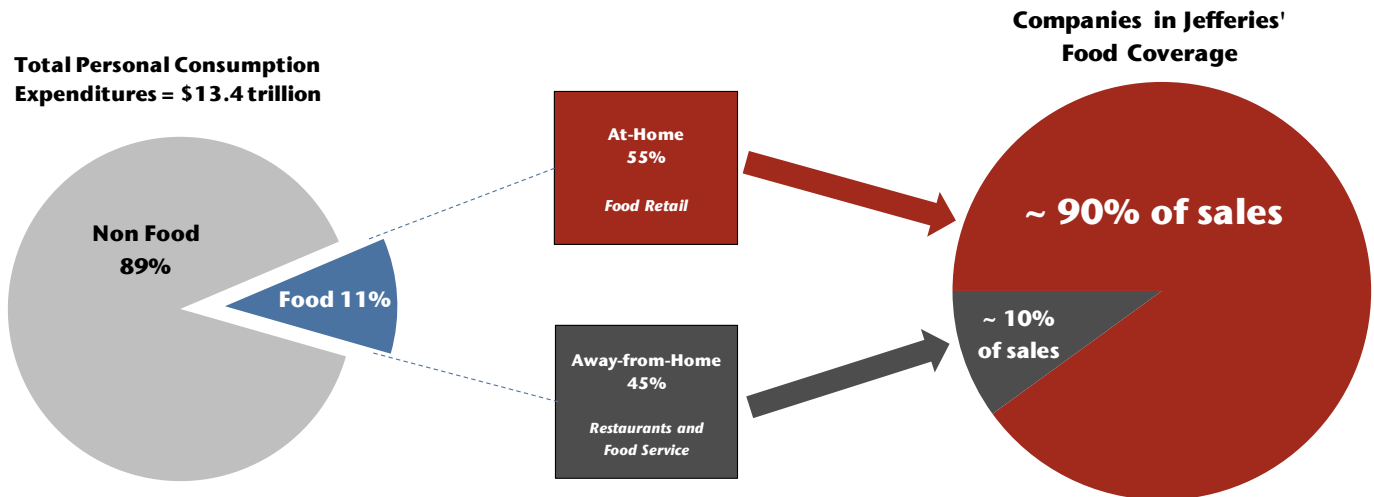 Total Personal Consumption
Expenditures = $13.4 trillion
Non Food
89%
Food 11%
At-Home
55%
Food Retail
Away-from-Home
45%
Restaurants and
Food Service
Companies in Jefferies'
Food Coverage
~ 90% of sales
~ 10%
of sales